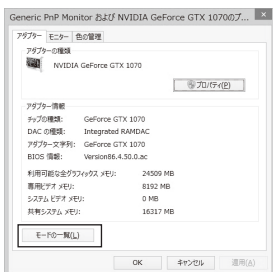 Generic PnP Monitor および NVIDIA GeForce GTX 1070のプ...
アダプター モニター 色の管理
アダプターの種類
NVIDIA GeForce GTX 1070
プロパティ(P)
アダプター情報
チップの種類: GeForce GTX 1070
DAC の種類: Integrated RAMDAC
アダプター文字列: GeForce GTX 1070
BIOS 情報: Version86.4.50.0.ac
利用可能な全グラフィックス メモリ: 24509 MB
専用ビデオ メモリ: 8192 MB
システム ビデオ メモリ: 0 MB
共有システム メモリ: 16317 MB
モードの一覧(L)
OK キャンセル 適用(A)